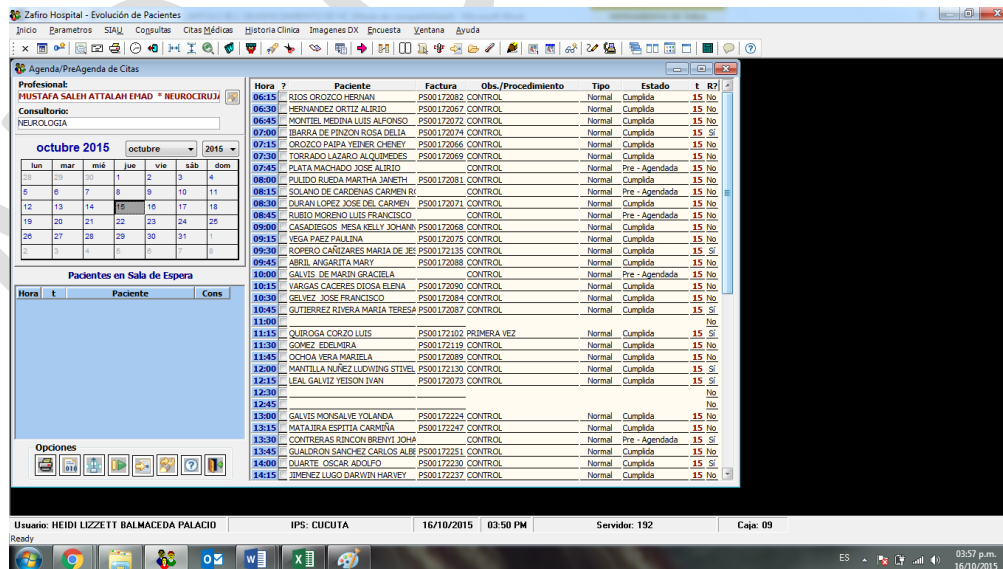 Zafiro Hospital - Evolución de Pacientes
Inicio Parametros SIAU Consultas Citas Médicas Historia Clinica Imagenes DX Encuesta Ventana Ayuda
Agenda/PreAgenda de Citas
Profesional:
MUSTAFA SALEH ATTALAH EMAD * NEUROCIRUJ
Consultorio:
NEUROLOGIA
octubre 2015 octubre 2015
lun mar mié jue vie sáb dom
28 29 30 1 2 3 4
5 6 7 8 9 10 11
12 13 14 15 16 17 18
19 20 21 22 23 24 25
26 27 28 29 30 31 1
2 3 4 5 6 7 8
Pacientes en Sala de Espera
Hora t Paciente Cons
Opciones
Hora ? Paciente Factura Obs./Procedimiento Tipo Estado t R?
06:15 RIOS OROZCO HERNAN PS00172082 CONTROL Normal Cumplida 15 No
06:30 HERNANDEZ ORTIZ ALIRIO PS00172067 CONTROL Normal Cumplida 15 No
06:45 MONTIEL MEDINA LUIS ALFONSO PS00172072 CONTROL Normal Cumplida 15 No
07:00 IBARRA DE PINZON ROSA DELIA PS00172074 CONTROL Normal Cumplida 15 Sí
07:15 OROZCO PAIPA YEINER CHENEY PS00172066 CONTROL Normal Cumplida 15 No
07:30 TORRADO LAZARO ALQUIMEDES PS00172069 CONTROL Normal Cumplida 15 No
07:45 PLATA MACHADO JOSE ALIRIO CONTROL Normal Pre - Agendada 15 No
08:00 PULIDO RUEDA MARTHA JANETH PS00172081 CONTROL Normal Cumplida 15 No
08:15 SOLANO DE CARDENAS CARMEN R CONTROL Normal Pre - Agendada 15 No
08:30 DURAN LOPEZ JOSE DEL CARMEN PS00172071 CONTROL Normal Cumplida 15 No
08:45 RUBIO MORENO LUIS FRANCISCO CONTROL Normal Pre - Agendada 15 No
09:00 CASADIEGOS MESA KELLY JOHANN PS00172068 CONTROL Normal Cumplida 15 No
09:15 VEGA PAEZ PAULINA PS00172075 CONTROL Normal Cumplida 15 No
09:30 ROPERO CAÑIZARES MARIA DE JES PS00172135 CONTROL Normal Cumplida 15 Sí
09:45 ABRIL ANGARITA MARY PS00172088 CONTROL Normal Cumplida 15 No
10:00 GALVIS DE MARIN GRACIELA CONTROL Normal Pre - Agendada 15 No
10:15 VARGAS CACERES DIOSA ELENA PS00172090 CONTROL Normal Cumplida 15 No
10:30 GELVEZ JOSE FRANCISCO PS00172084 CONTROL Normal Cumplida 15 No
10:45 GUTIERREZ RIVERA MARIA TERESA PS00172087 CONTROL Normal Cumplida 15 Sí
11:00 No
11:15 QUIROGA CORZO LUIS PS00172102 PRIMERA VEZ Normal Cumplida 15 Sí
11:30 GOMEZ EDELMIRA PS00172119 CONTROL Normal Cumplida 15 No
11:45 OCHOA VERA MARIELA PS00172089 CONTROL Normal Cumplida 15 No
12:00 MANTILLA NUÑEZ LUDWING STIVEL PS00172130 CONTROL Normal Cumplida 15 Sí
12:15 LEAL GALVIZ YEISON IVAN PS00172073 CONTROL Normal Cumplida 15 Sí
12:30 No
12:45 No
13:00 GALVIS MONSALVE YOLANDA PS00172224 CONTROL Normal Cumplida 15 No
13:15 MATAJIRA ESPITIA CARMIÑA PS00172247 CONTROL Normal Cumplida 15 No
13:30 CONTRERAS RINCON BRENYI JOHA CONTROL Normal Pre - Agendada 15 Sí
13:45 GUALDRON SANCHEZ CARLOS ALBE PS00172251 CONTROL Normal Cumplida 15 No
14:00 DUARTE OSCAR ADOLFO PS00172230 CONTROL Normal Cumplida 15 Sí
14:15 JIMENEZ LUGO DARWIN HARVEY PS00172237 CONTROL Normal Cumplida 15 No
Usuario: HEIDI LIZZETT BALMACEDA PALACIO IPS: CUCUTA 16/10/2015 03:50 PM Servidor: 192 Caja: 09
Ready
ES 03:57 p.m.
16/10/2015